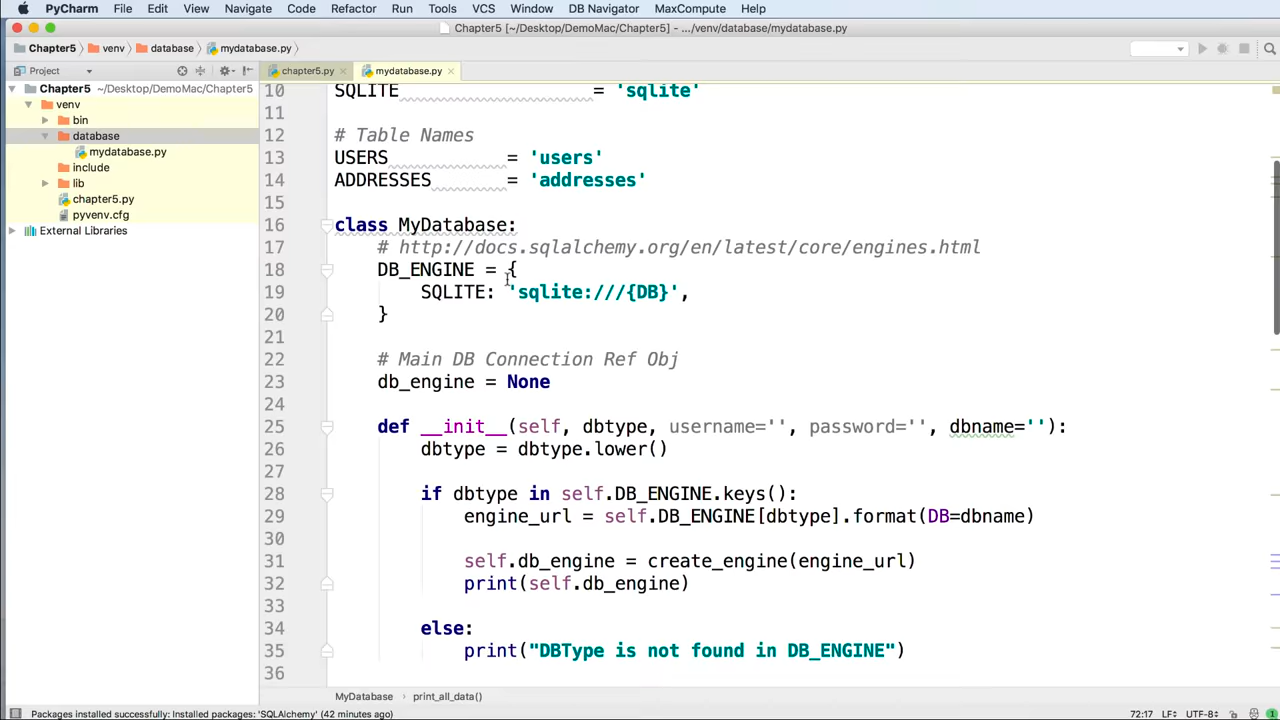 PyCharm File Edit View Navigate Code Refactor Run Tools VCS Window DB Navigator MaxCompute Help
Chapter5 [~/Desktop/DemoMac/Chapter5] - .../venv/database/mydatabase.py
Chapter5 venv database mydatabase.py
Project
chapter5.py mydatabase.py
Chapter5 ~/Desktop/DemoMac/Chapter5
venv
bin
database
mydatabase.py
include
lib
chapter5.py
pyvenv.cfg
External Libraries
10 SQLITE = 'sqlite'
11
12 # Table Names
13 USERS = 'users'
14 ADDRESSES = 'addresses'
15
16 class MyDatabase:
17 # http://docs.sqlalchemy.org/en/latest/core/engines.html
18 DB_ENGINE = {
19 SQLITE: 'sqlite:///{DB}',
20 }
21
22 # Main DB Connection Ref Obj
23 db_engine = None
24
25 def __init__(self, dbtype, username='', password='', dbname=''):
26 dbtype = dbtype.lower()
27
28 if dbtype in self.DB_ENGINE.keys():
29 engine_url = self.DB_ENGINE[dbtype].format(DB=dbname)
30
31 self.db_engine = create_engine(engine_url)
32 print(self.db_engine)
33
34 else:
35 print("DBType is not found in DB_ENGINE")
36
MyDatabase print_all_data()
Packages installed successfully: Installed packages: 'SQLAlchemy' (42 minutes ago) 72:17 LF÷ UTF-8÷ 1